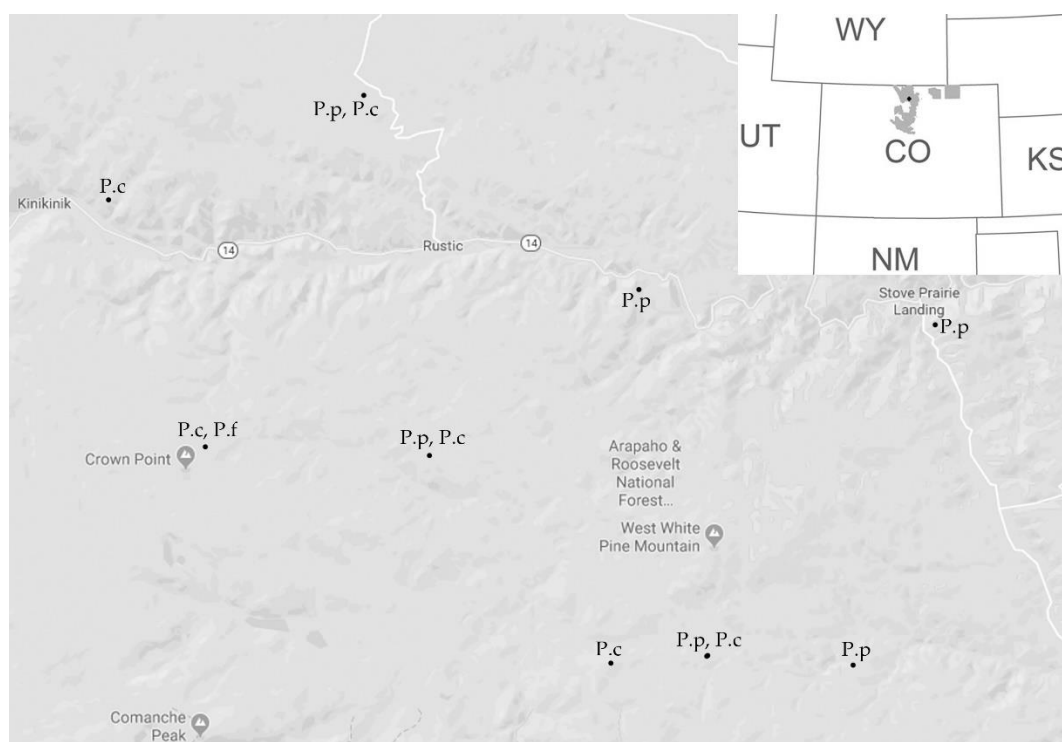 WY
UT
CO
KS
NM
P.p, P.c
P.c
Kinikinik
14
Rustic
14
P.p
Stove Prairie
Landing
P.p
P.c, P.f
Crown Point
P.p, P.c
Arapaho &
Roosevelt
National
Forest...
West White
Pine Mountain
P.c
P.p, P.c
P.p
Comanche
Peak